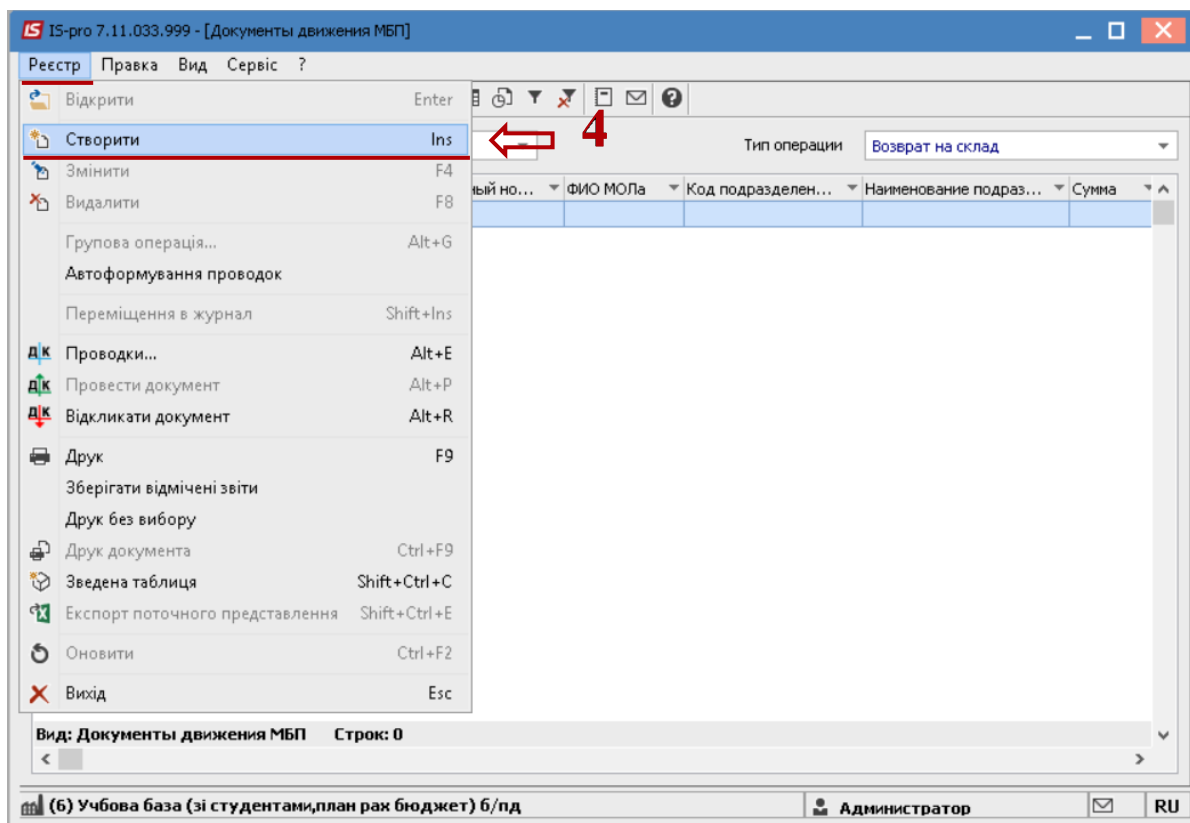 IS-pro 7.11.033.999 - [Документы движения МБП]
Реєстр Правка Вид Сервіс ?
Відкрити Enter
Створити Ins
4
Тип операции Возврат на склад
Змінити F4
ФИО МОЛа Код подразделен... Наименование подраз... Сумма
Видалити F8
Групова операція... Alt+G
Автоформування проводок
Переміщення в журнал Shift+Ins
Проводки... Alt+E
Провести документ Alt+P
Відкликати документ Alt+R
Друк F9
Зберігати відмічені звіти
Друк без вибору
Друк документа Ctrl+F9
Зведена таблиця Shift+Ctrl+C
Експорт поточного представлення Shift+Ctrl+E
Оновити Ctrl+F2
Вихід Esc
Вид: Документы движения МБП Строк: 0
(6) Учбова база (зі студентами,план рах бюджет) б/пд Администратор RU